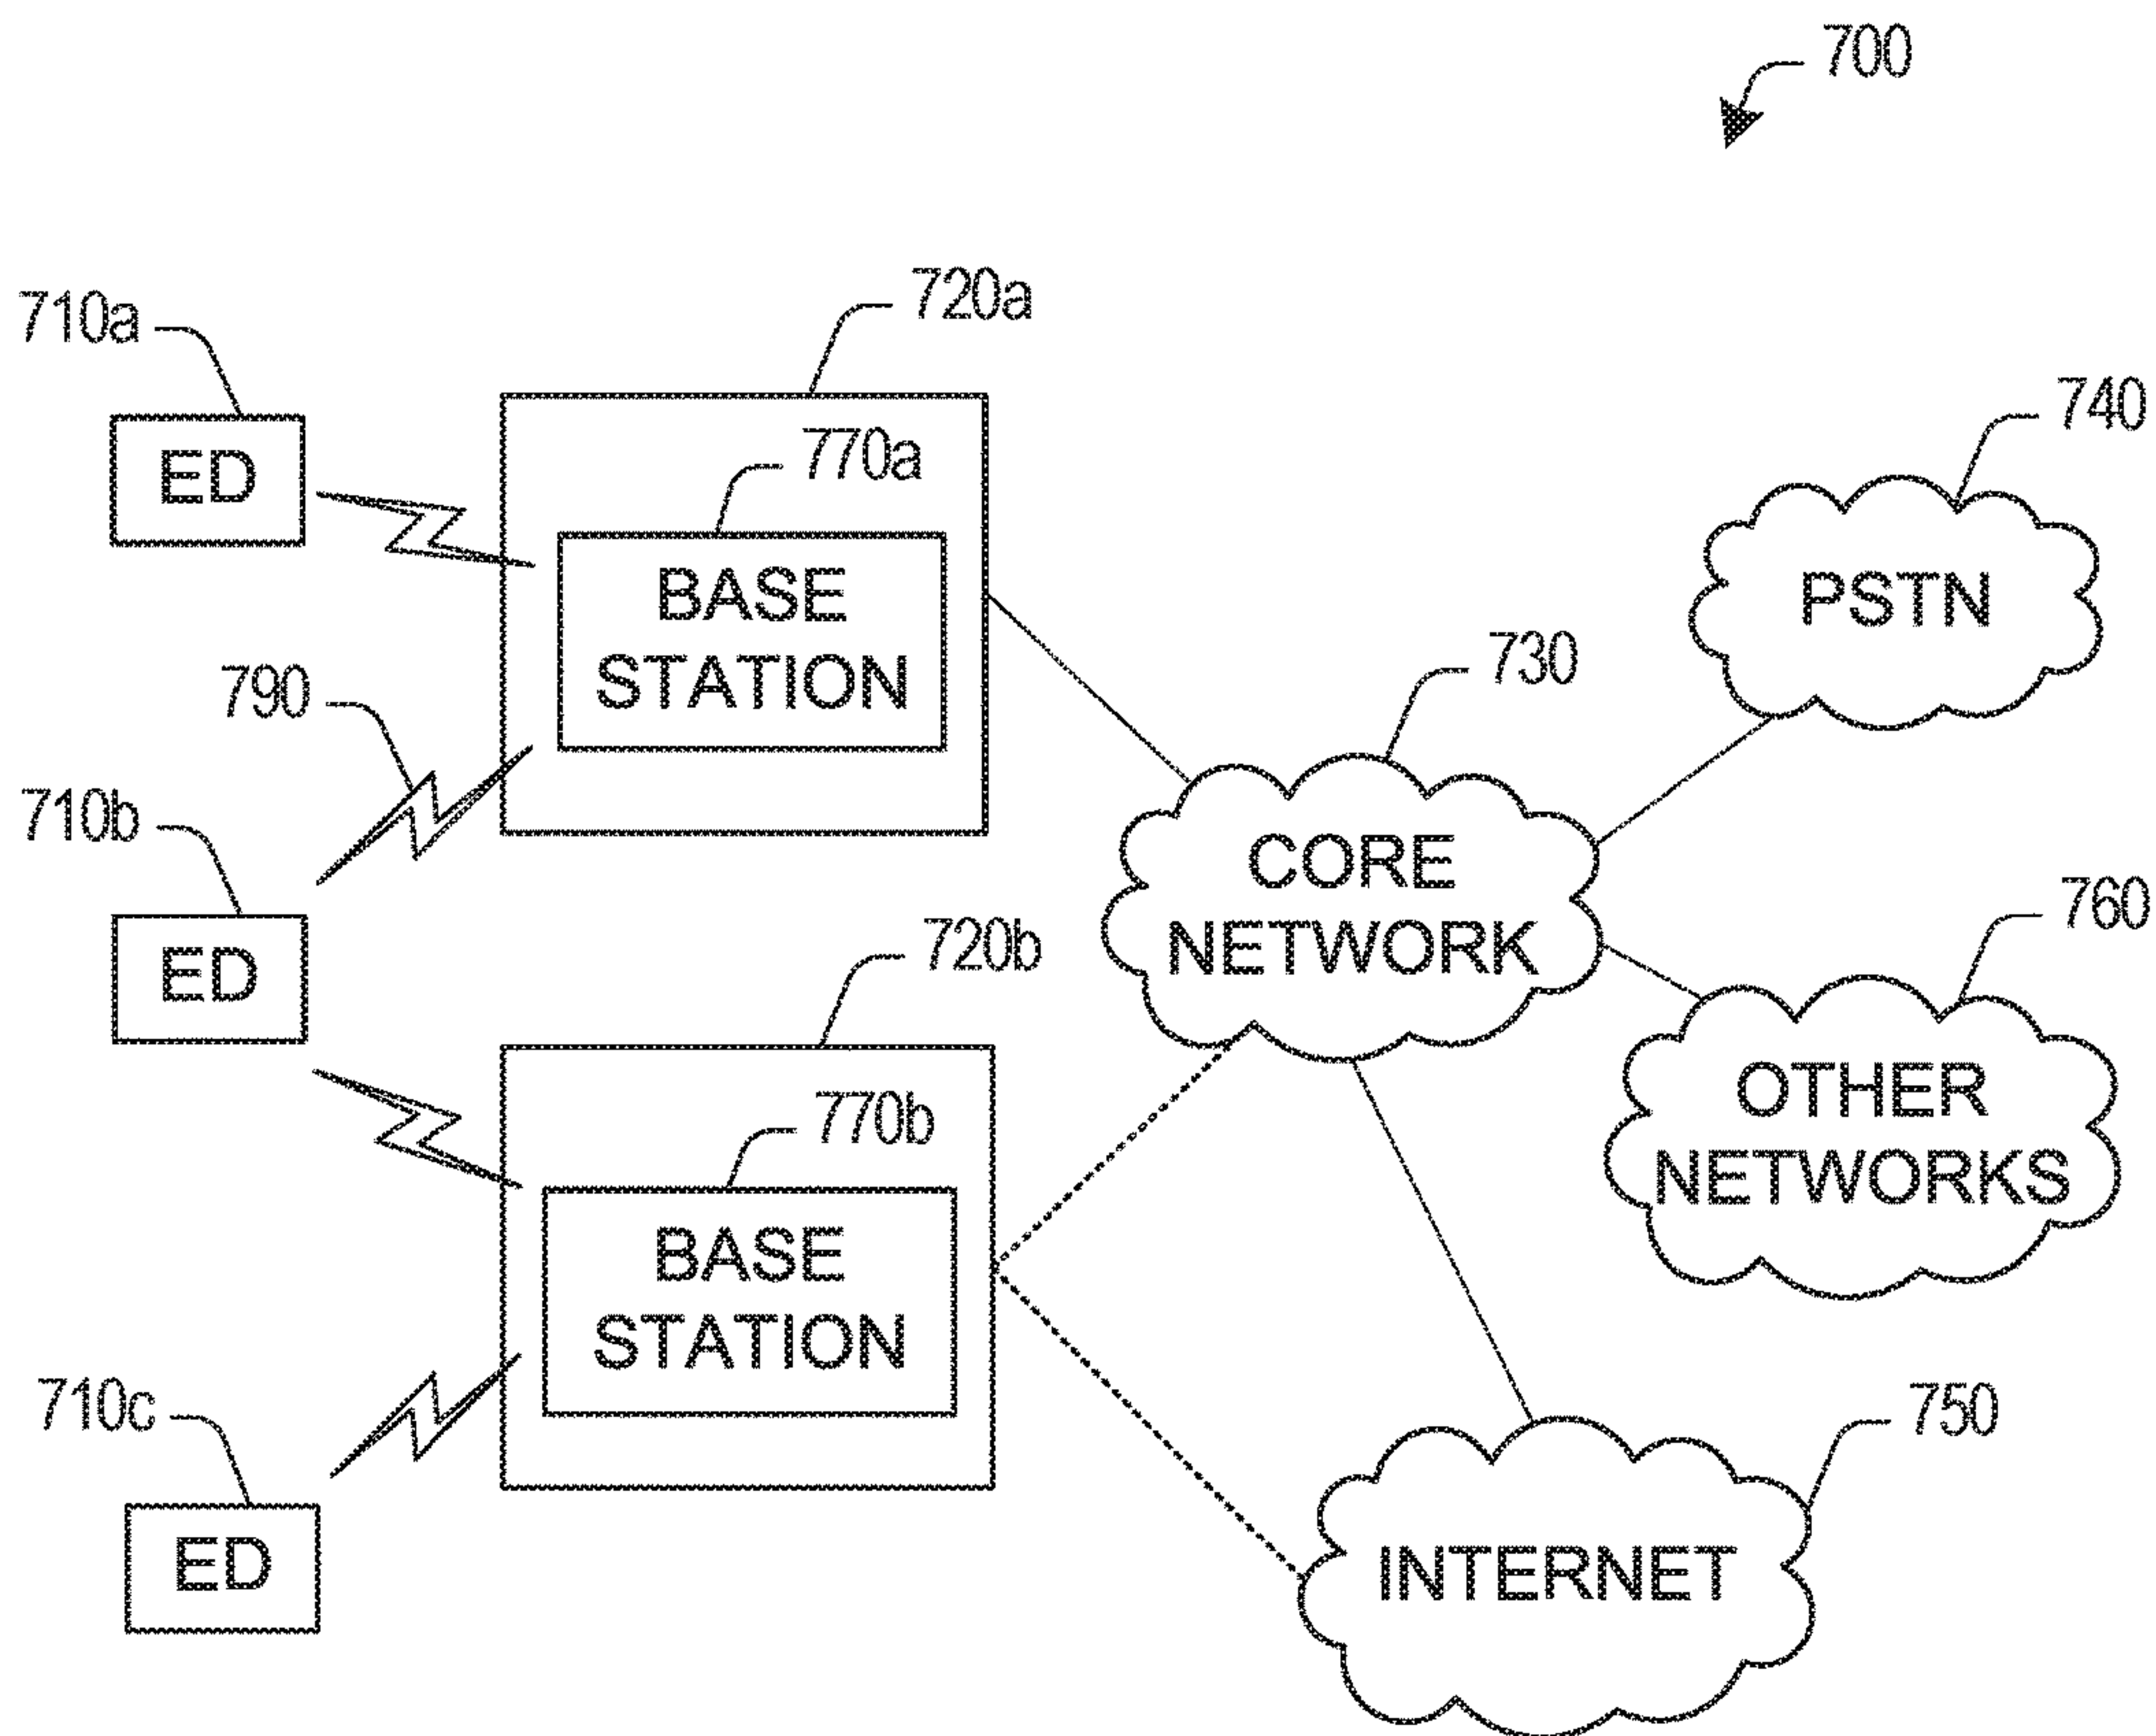 700
720a
710a
740
770a
ED
BASE
STATION
PSTN
730
790
710b
CORE
NETWORK
760
ED
720b
OTHER
NETWORKS
770b
BASE
STATION
710c
750
ED
INTERNET